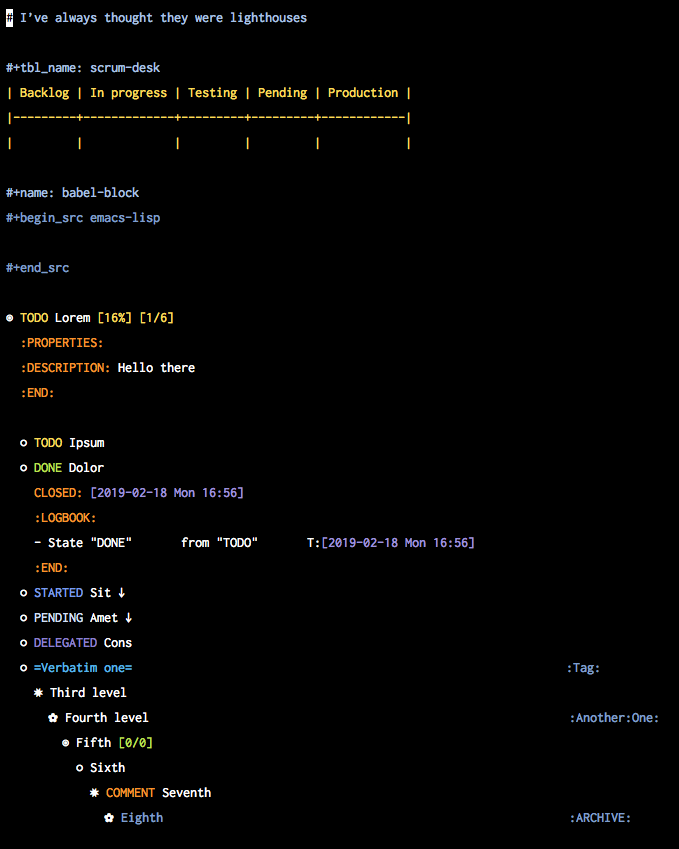 # I've always thought they were lighthouses
#+tbl_name: scrum-desk
| Backlog | In progress | Testing | Pending | Production |
|---------+-------------+---------+---------+------------|
|         |             |         |         |            |
#+name: babel-block
#+begin_src emacs-lisp
#+end_src
⊛ TODO Lorem [16%] [1/6]
:PROPERTIES:
:DESCRIPTION: Hello there
:END:
○ TODO Ipsum
○ DONE Dolor
CLOSED: [2019-02-18 Mon 16:56]
:LOGBOOK:
- State "DONE"       from "TODO"       T:[2019-02-18 Mon 16:56]
:END:
○ STARTED Sit ↓
○ PENDING Amet ↓
○ DELEGATED Cons
○ =Verbatim one= :Tag:
✸ Third level
✿ Fourth level :Another:One:
⊛ Fifth [0/0]
○ Sixth
✸ COMMENT Seventh
✿ Eighth :ARCHIVE: